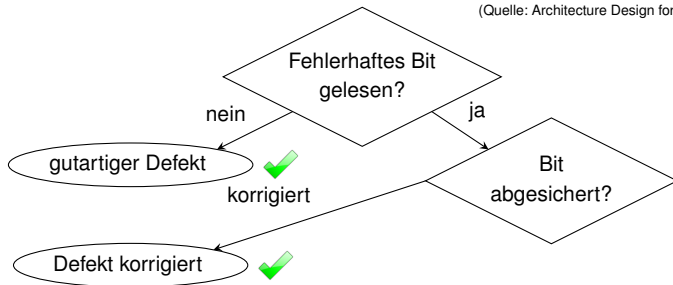 (Quelle: Architecture Design for
Fehlerhaftes Bit
gelesen?
nein
ja
gutartiger Defekt
korrigiert
Bit
abgesichert?
Defekt korrigiert